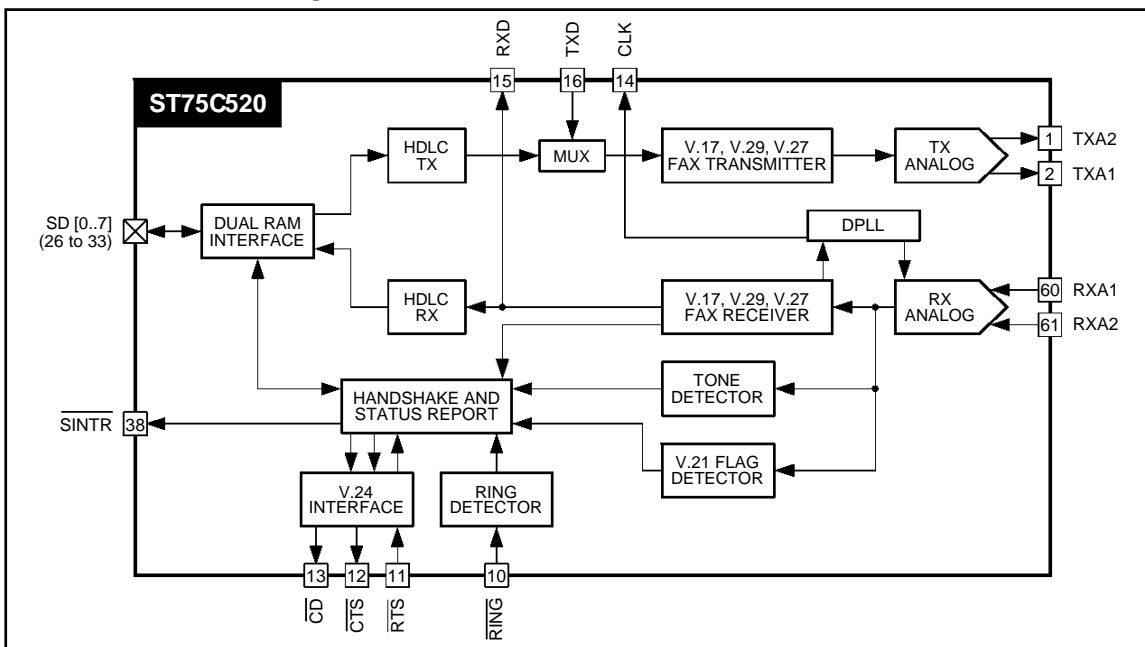 RXD
TXD
CLK
15
16
14
ST75C520
HDLC
TX
MUX
V.17, V.29, V.27
FAX TRANSMITTER
TX
ANALOG
1
TXA2
2
TXA1
SD [0..7]
(26 to 33)
DUAL RAM
INTERFACE
DPLL
HDLC
RX
V.17, V.29, V.27
FAX RECEIVER
RX
ANALOG
60
RXA1
61
RXA2
TONE
DETECTOR
HANDSHAKE AND
STATUS REPORT
SINTR
38
V.21 FLAG
DETECTOR
V.24
INTERFACE
RING
DETECTOR
13
12
11
10
CD
CTS
RTS
RING